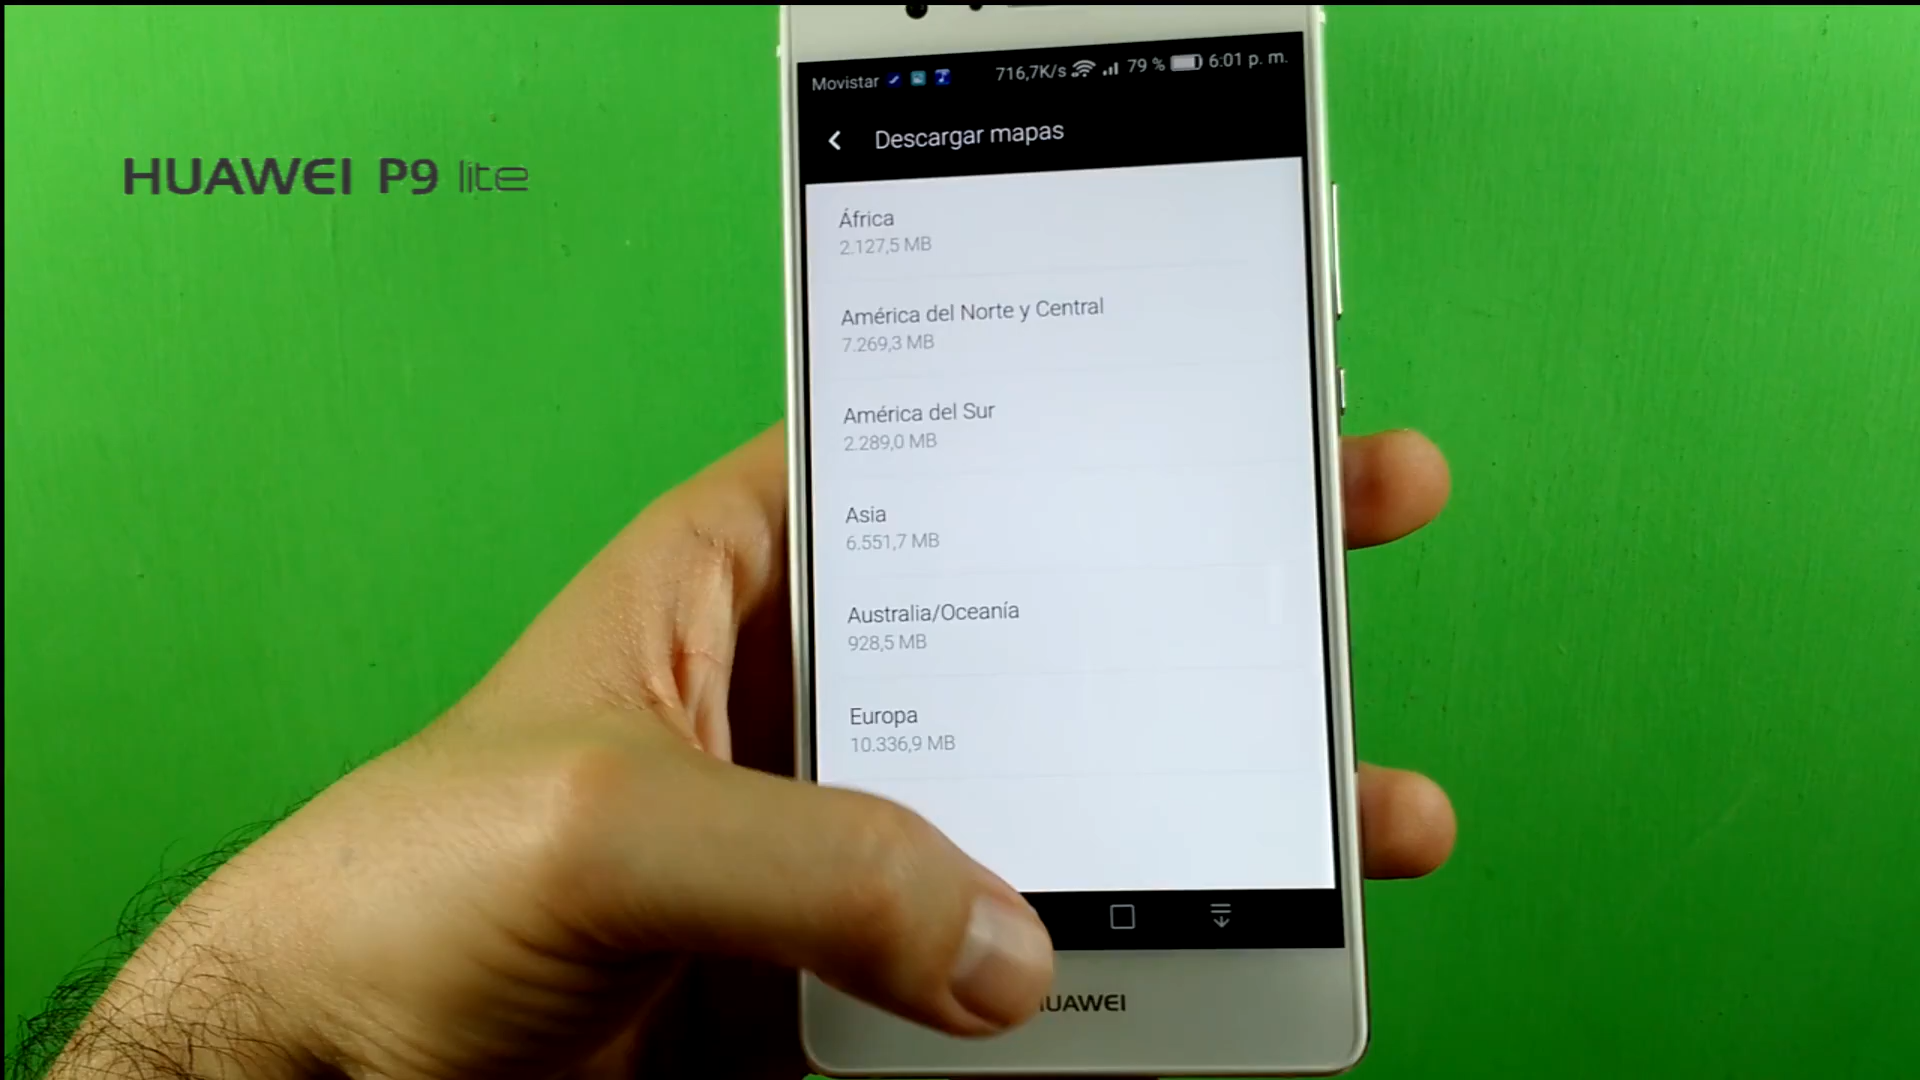 HUAWEI P9 lite
Movistar 716,7K/s 79 % 6:01 p. m.
Descargar mapas
África
2.127,5 MB
América del Norte y Central
7.269,3 MB
América del Sur
2.289,0 MB
Asia
6.551,7 MB
Australia/Oceanía
928,5 MB
Europa
10.336,9 MB
HUAWEI